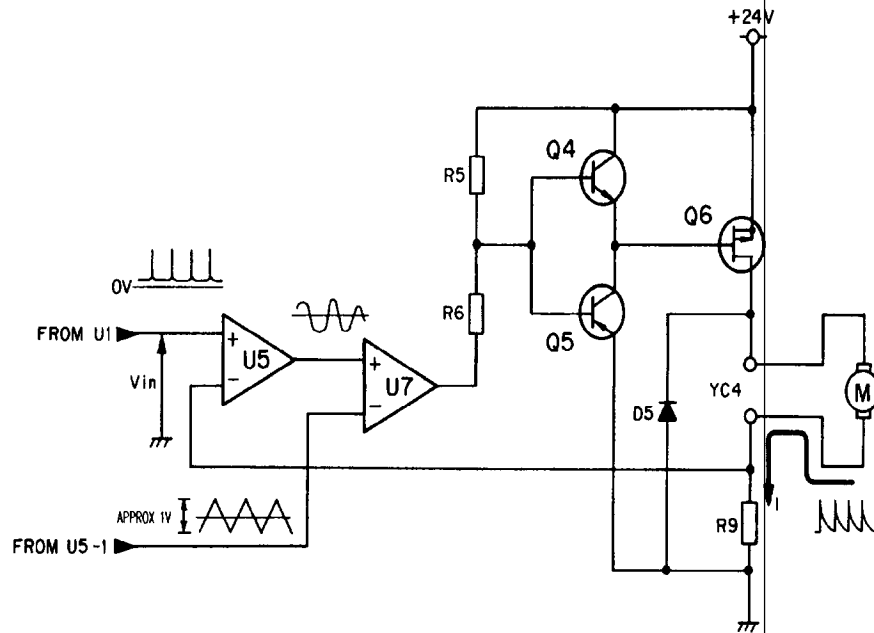 +24V
Q4
R5
Q6
0V
R6
FROM U1
+
U5
−
+
U7
−
Q5
Vin
YC4
M
D5
APPROX 1V
I
R9
FROM U5-1